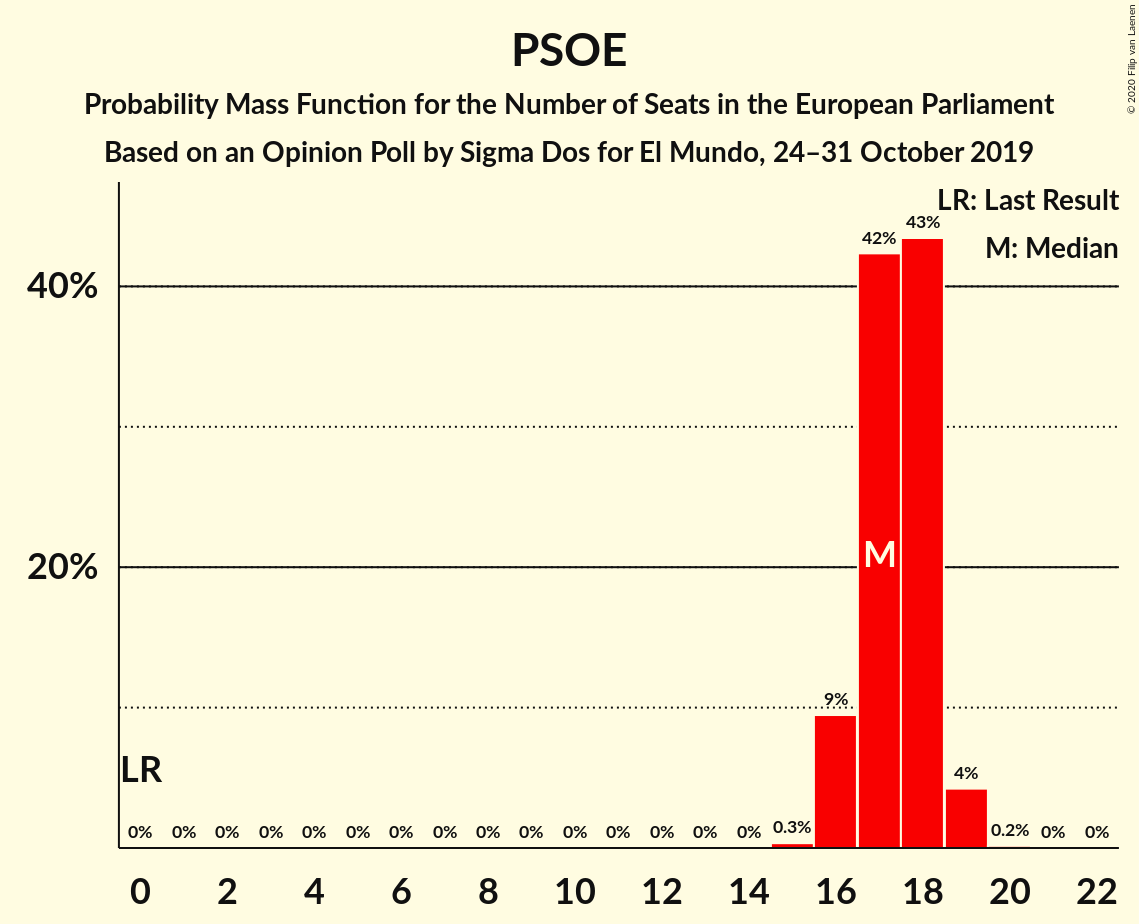 PSOE
Probability Mass Function for the Number of Seats in the European Parliament
Based on an Opinion Poll by Sigma Dos for El Mundo, 24–31 October 2019
© 2020 Filip van Laenen
LR: Last Result
M: Median
43%
42%
40%
20%
M
9%
LR
4%
0% 0% 0% 0% 0% 0% 0% 0% 0% 0% 0% 0% 0% 0% 0% 0.3% 0.2% 0% 0%
0 2 4 6 8 10 12 14 16 18 20 22